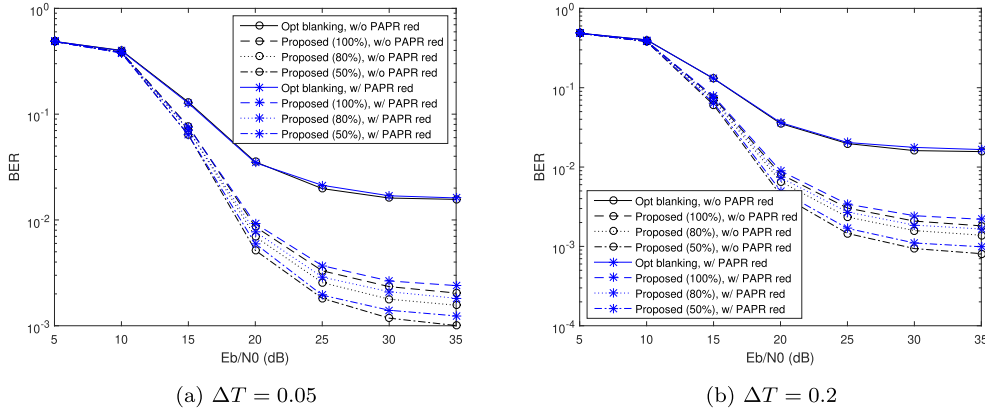 10^0
10^-1
10^-2
10^-3
BER
5 10 15 20 25 30 35
Eb/N0 (dB)
Opt blanking, w/o PAPR red
Proposed (100%), w/o PAPR red
Proposed (80%), w/o PAPR red
Proposed (50%), w/o PAPR red
Opt blanking, w/ PAPR red
Proposed (100%), w/ PAPR red
Proposed (80%), w/ PAPR red
Proposed (50%), w/ PAPR red
(a) ΔT = 0.05
10^0
10^-1
10^-2
10^-3
10^-4
BER
5 10 15 20 25 30 35
Eb/N0 (dB)
Opt blanking, w/o PAPR red
Proposed (100%), w/o PAPR red
Proposed (80%), w/o PAPR red
Proposed (50%), w/o PAPR red
Opt blanking, w/ PAPR red
Proposed (100%), w/ PAPR red
Proposed (80%), w/ PAPR red
Proposed (50%), w/ PAPR red
(b) ΔT = 0.2